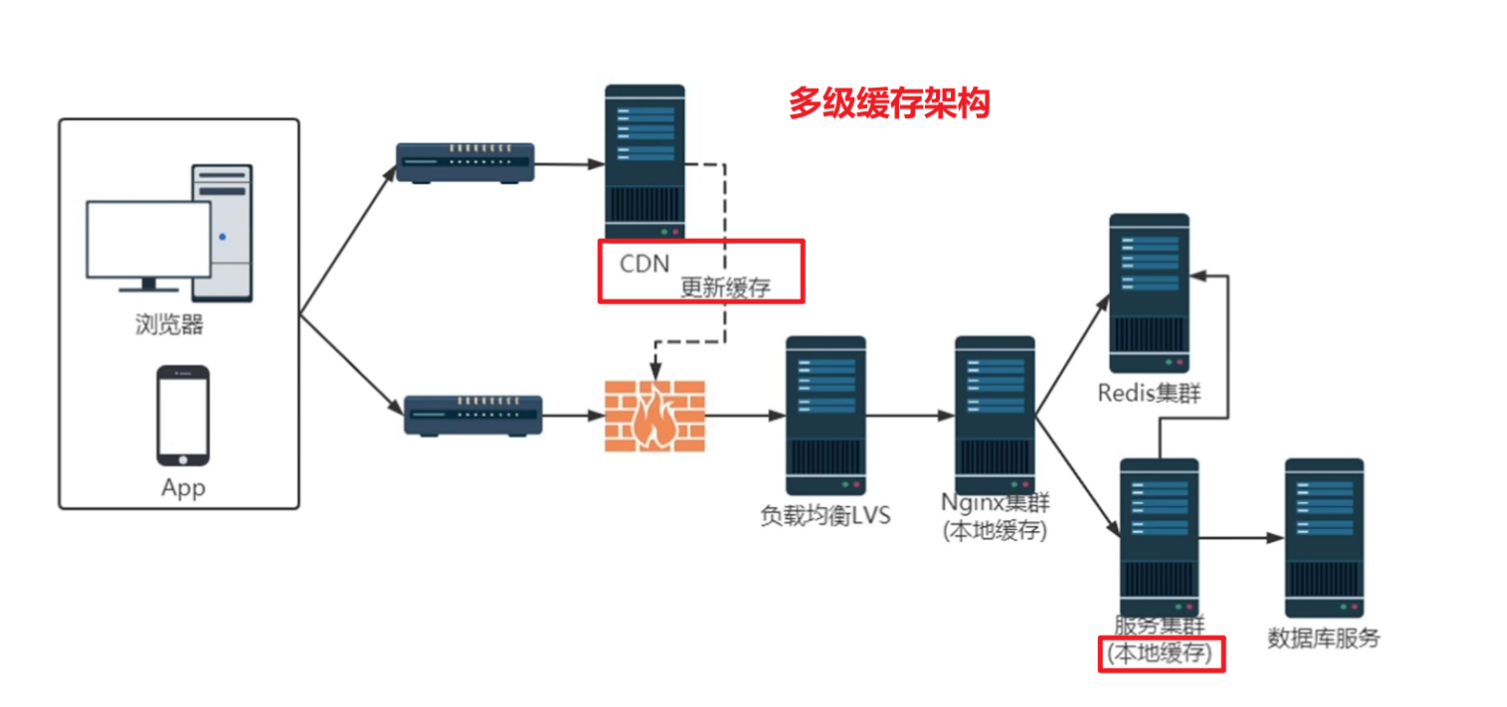 多级缓存架构
CDN
更新缓存
浏览器
App
负载均衡LVS
Nginx集群
(本地缓存)
Redis集群
服务集群
(本地缓存)
数据库服务